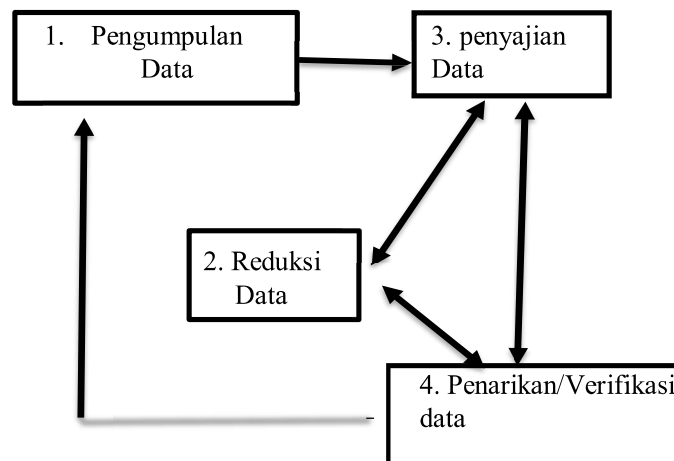 1. Pengumpulan
Data
3. penyajian
Data
2. Reduksi
Data
4. Penarikan/Verifikasi
data